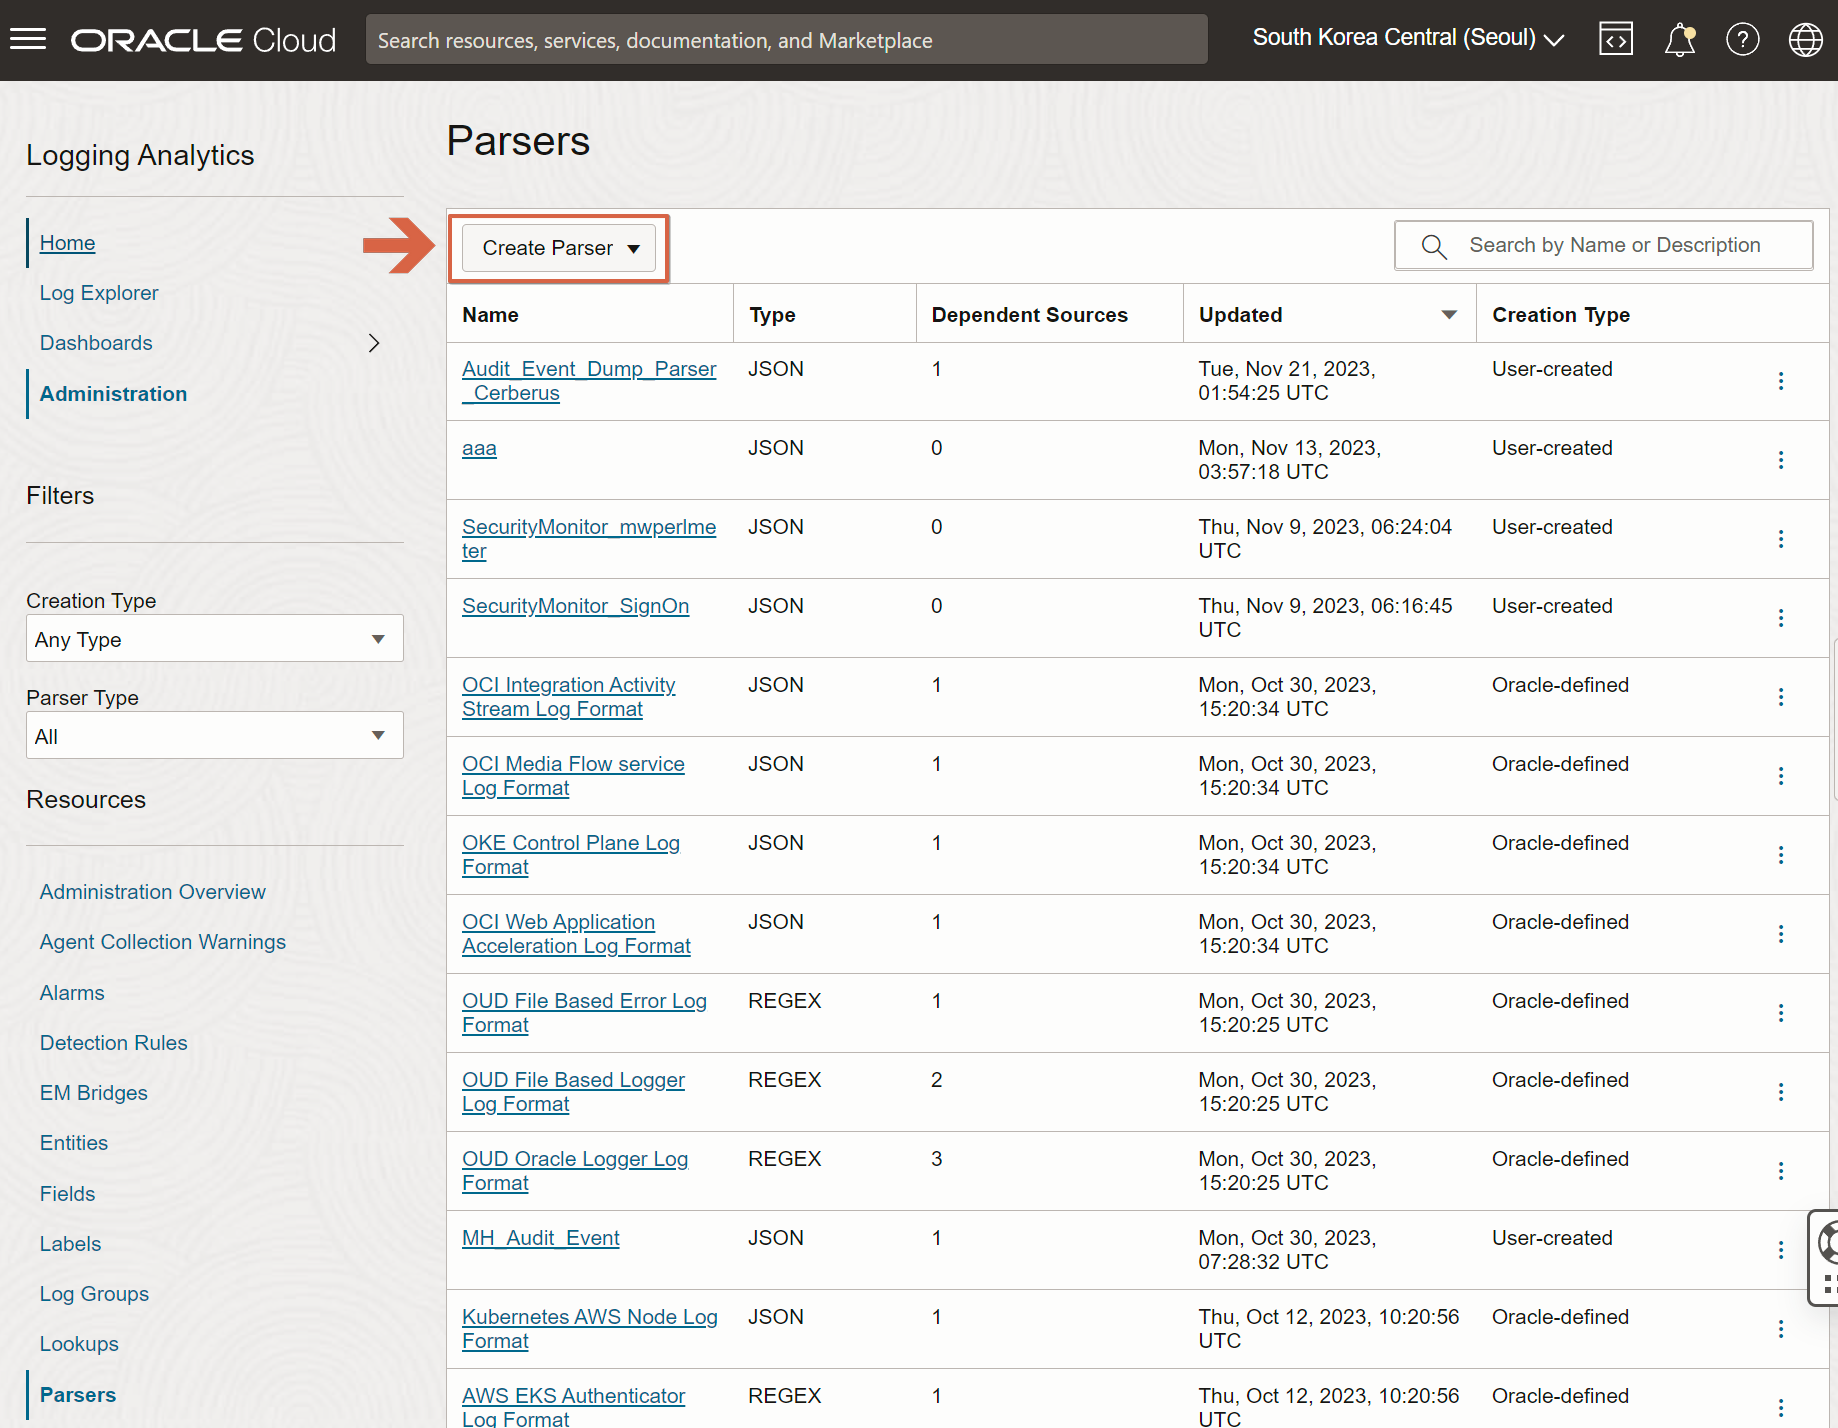 ORACLE Cloud
Search resources, services, documentation, and Marketplace
South Korea Central (Seoul)
Logging Analytics
Home
Log Explorer
Dashboards
Administration
Filters
Creation Type
Any Type
Parser Type
All
Resources
Administration Overview
Agent Collection Warnings
Alarms
Detection Rules
EM Bridges
Entities
Fields
Labels
Log Groups
Lookups
Parsers
Parsers
Create Parser
Search by Name or Description
Name Type Dependent Sources Updated Creation Type
Audit_Event_Dump_Parser JSON 1 Tue, Nov 21, 2023, User-created
_Cerberus 01:54:25 UTC
aaa JSON 0 Mon, Nov 13, 2023, User-created
03:57:18 UTC
SecurityMonitor_mwperlme JSON 0 Thu, Nov 9, 2023, 06:24:04 User-created
ter UTC
SecurityMonitor_SignOn JSON 0 Thu, Nov 9, 2023, 06:16:45 User-created
UTC
OCI Integration Activity JSON 1 Mon, Oct 30, 2023, Oracle-defined
Stream Log Format 15:20:34 UTC
OCI Media Flow service JSON 1 Mon, Oct 30, 2023, Oracle-defined
Log Format 15:20:34 UTC
OKE Control Plane Log JSON 1 Mon, Oct 30, 2023, Oracle-defined
Format 15:20:34 UTC
OCI Web Application JSON 1 Mon, Oct 30, 2023, Oracle-defined
Acceleration Log Format 15:20:34 UTC
OUD File Based Error Log REGEX 1 Mon, Oct 30, 2023, Oracle-defined
Format 15:20:25 UTC
OUD File Based Logger REGEX 2 Mon, Oct 30, 2023, Oracle-defined
Log Format 15:20:25 UTC
OUD Oracle Logger Log REGEX 3 Mon, Oct 30, 2023, Oracle-defined
Format 15:20:25 UTC
MH_Audit_Event JSON 1 Mon, Oct 30, 2023, User-created
07:28:32 UTC
Kubernetes AWS Node Log JSON 1 Thu, Oct 12, 2023, 10:20:56 Oracle-defined
Format UTC
AWS EKS Authenticator REGEX 1 Thu, Oct 12, 2023, 10:20:56 Oracle-defined
Log Format UTC